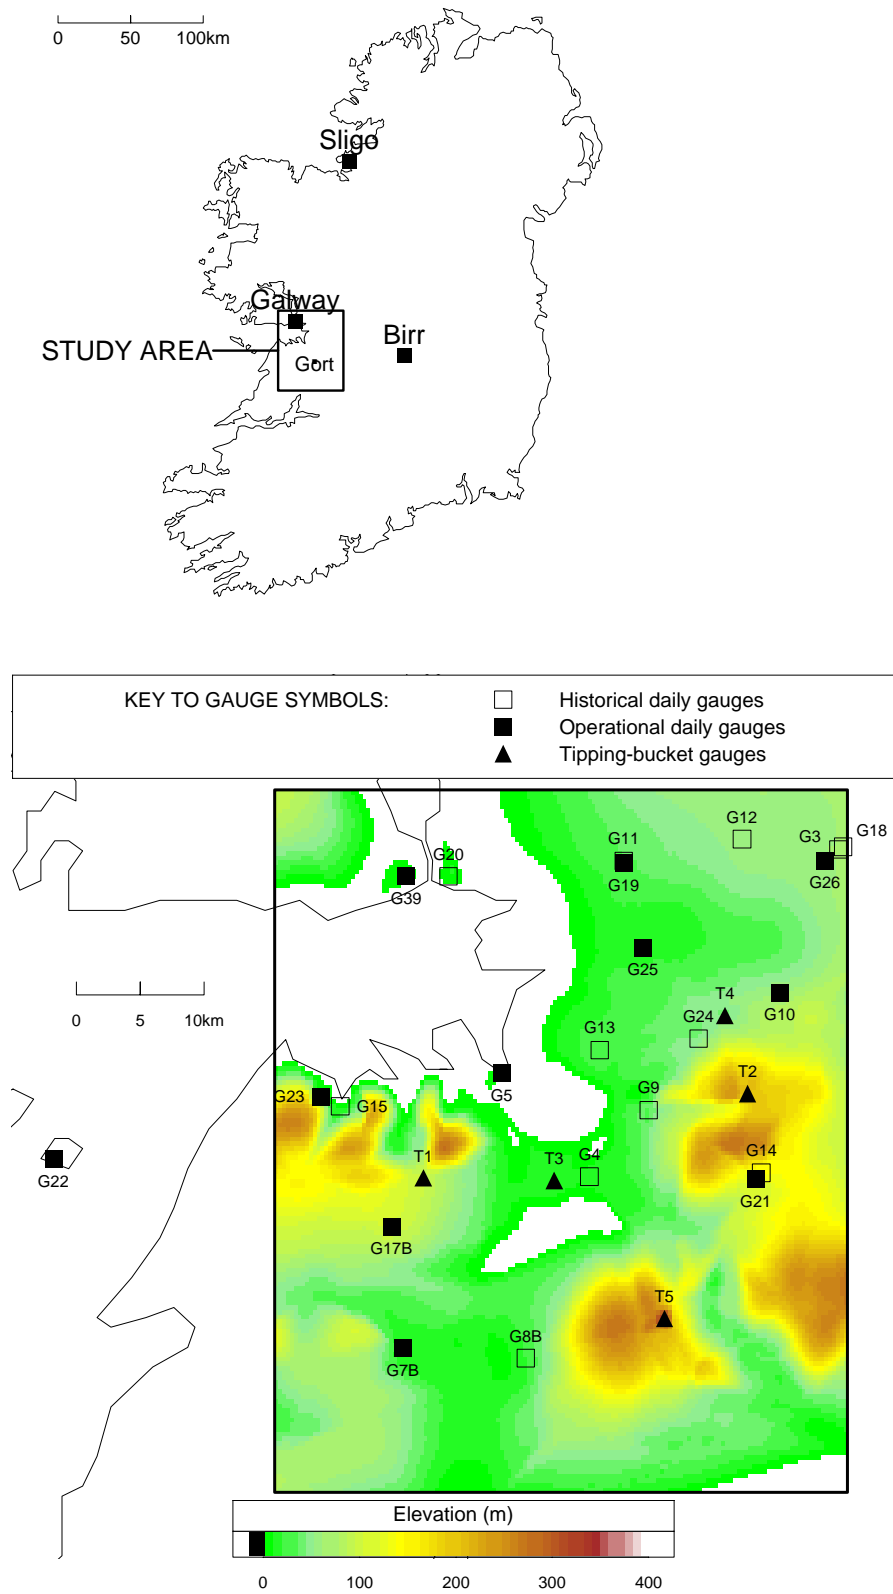 0 50 100km
Sligo
Galway
Birr
STUDY AREA
Gort
KEY TO GAUGE SYMBOLS:
Historical daily gauges
Operational daily gauges
Tipping-bucket gauges
G12
G18
G3
G11
G20
G19
G26
G39
G25
0 5 10km
T4
G10
G24
G13
T2
G5
G23
G15
G9
T1
T3
G4
G14
G22
G21
G17B
T5
G8B
G7B
Elevation (m)
0 100 200 300 400